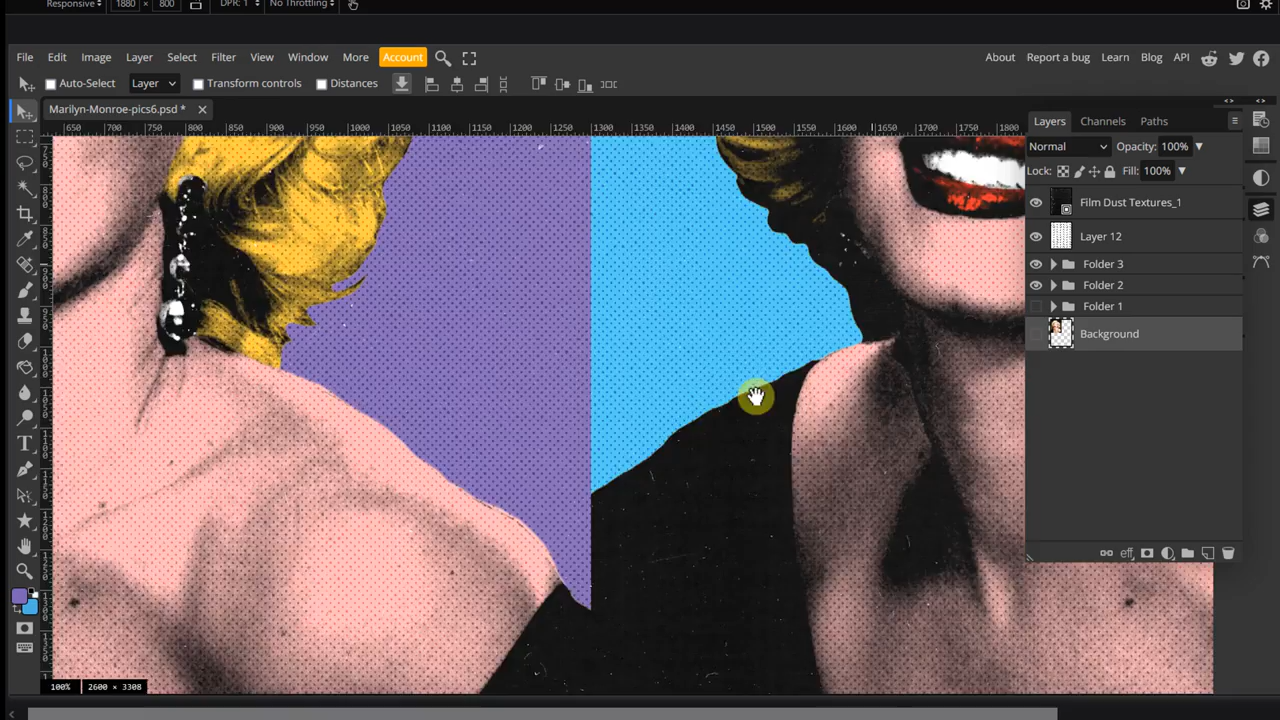 Responsive 1880 × 800 DPR: 1 No Throttling
File Edit Image Layer Select Filter View Window More Account About Report a bug Learn Blog API
Auto-Select Layer Transform controls Distances
Marilyn-Monroe-pics6.psd *
650 700 750 800 850 900 950 1000 1050 1100 1150 1200 1250 1300 1350 1400 1450 1500 1550 1600 1650 1700 1750 1800
Layers Channels Paths
Normal Opacity: 100%
Lock: Fill: 100%
Film Dust Textures_1
Layer 12
Folder 3
Folder 2
Folder 1
Background
eff
100% 2600 × 3308